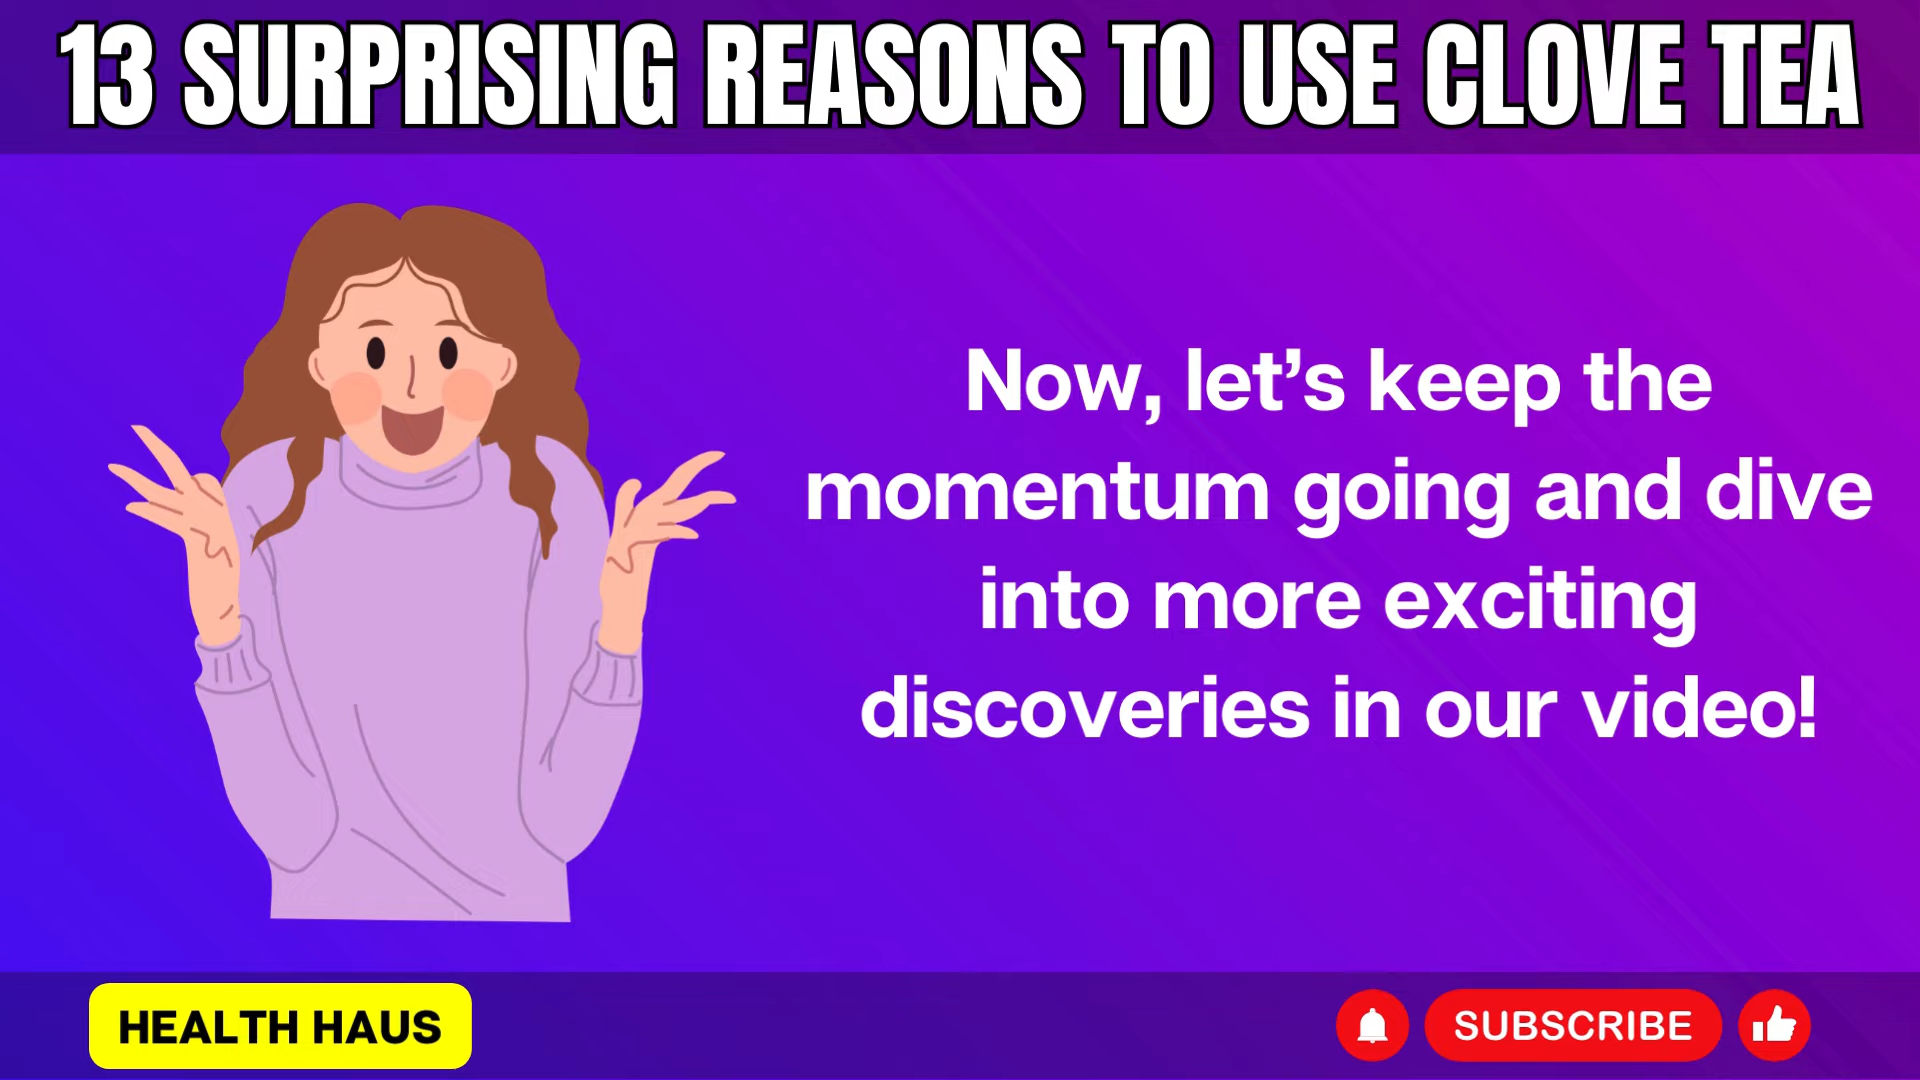 13 SURPRISING REASONS TO USE CLOVE TEA
Now, let’s keep the
momentum going and dive
into more exciting
discoveries in our video!
HEALTH HAUS
SUBSCRIBE